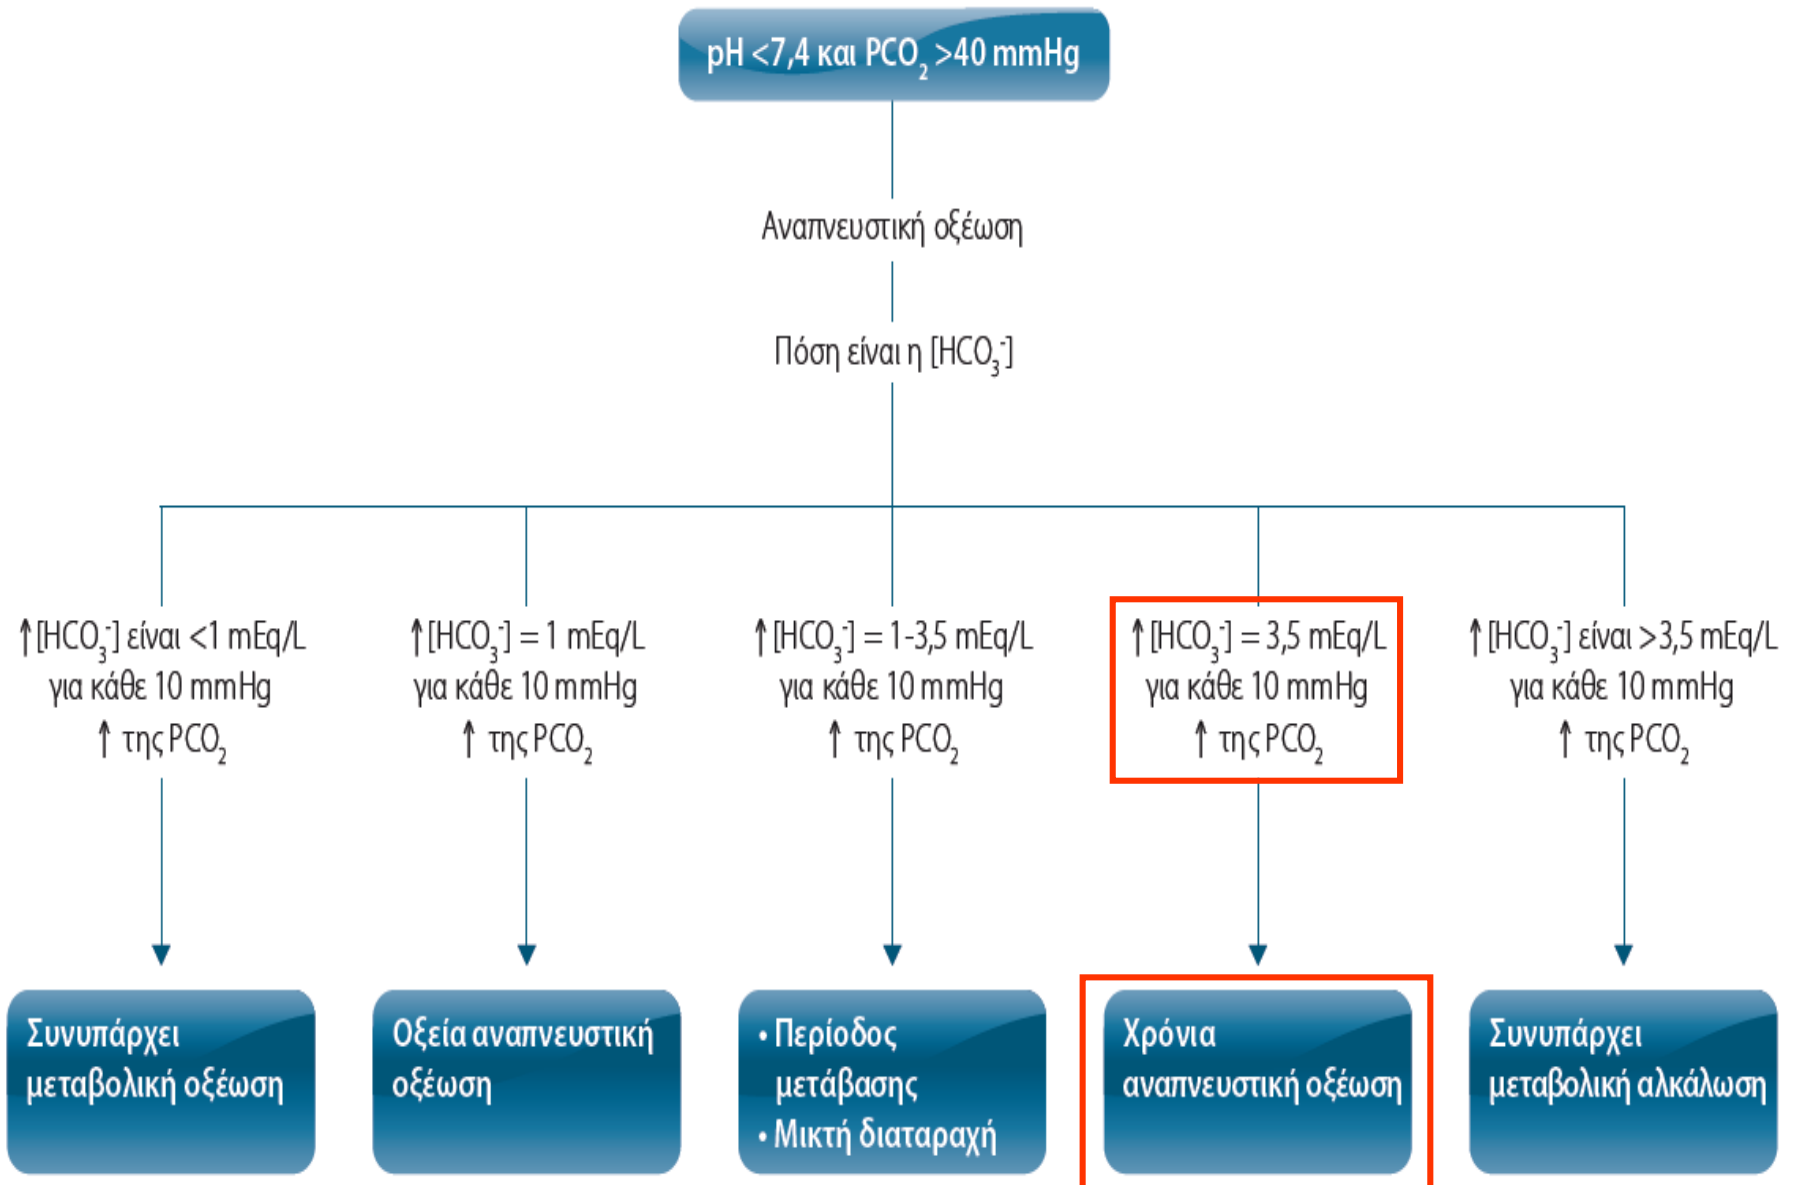 pH <7,4 και PCO₂ >40 mmHg
Αναπνευστική οξέωση
Πόση είναι η [HCO₃⁻]
↑[HCO₃⁻] είναι <1 mEq/L
για κάθε 10 mmHg
↑ της PCO₂
↑[HCO₃⁻] = 1 mEq/L
για κάθε 10 mmHg
↑ της PCO₂
↑[HCO₃⁻] = 1-3,5 mEq/L
για κάθε 10 mmHg
↑ της PCO₂
↑[HCO₃⁻] = 3,5 mEq/L
για κάθε 10 mmHg
↑ της PCO₂
↑[HCO₃⁻] είναι >3,5 mEq/L
για κάθε 10 mmHg
↑ της PCO₂
Συνυπάρχει
μεταβολική οξέωση
Οξεία αναπνευστική
οξέωση
• Περίοδος
μετάβασης
• Μικτή διαταραχή
Χρόνια
αναπνευστική οξέωση
Συνυπάρχει
μεταβολική αλκάλωση